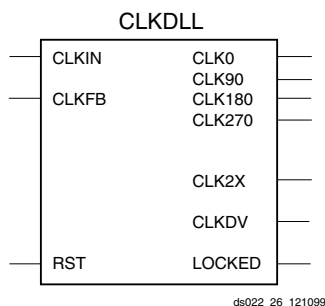 CLKDLL
CLKIN CLK0
CLK90
CLKFB CLK180
CLK270
CLK2X
CLKDV
RST LOCKED
ds022_26_121099